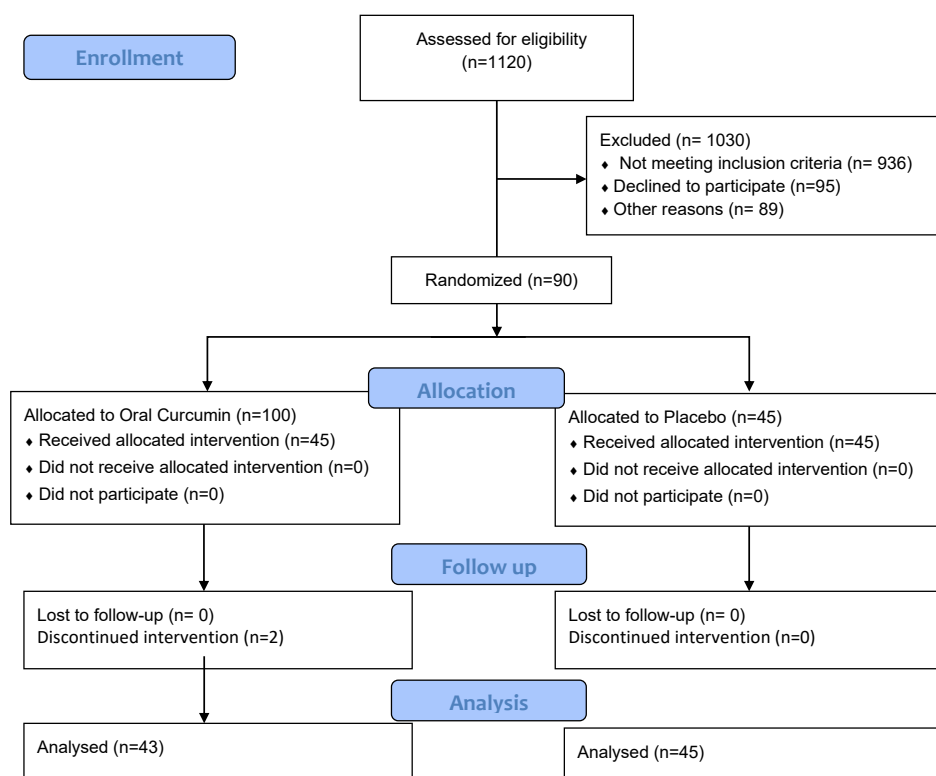 Enrollment
Assessed for eligibility
(n=1120)
Excluded (n= 1030)
♦ Not meeting inclusion criteria (n= 936)
♦ Declined to participate (n=95)
♦ Other reasons (n= 89)
Randomized (n=90)
Allocation
Allocated to Oral Curcumin (n=100)
♦ Received allocated intervention (n=45)
♦ Did not receive allocated intervention (n=0)
♦ Did not participate (n=0)
Allocated to Placebo (n=45)
♦ Received allocated intervention (n=45)
♦ Did not receive allocated intervention (n=0)
♦ Did not participate (n=0)
Follow up
Lost to follow-up (n= 0)
Discontinued intervention (n=2)
Lost to follow-up (n= 0)
Discontinued intervention (n=0)
Analysis
Analysed (n=43)
Analysed (n=45)